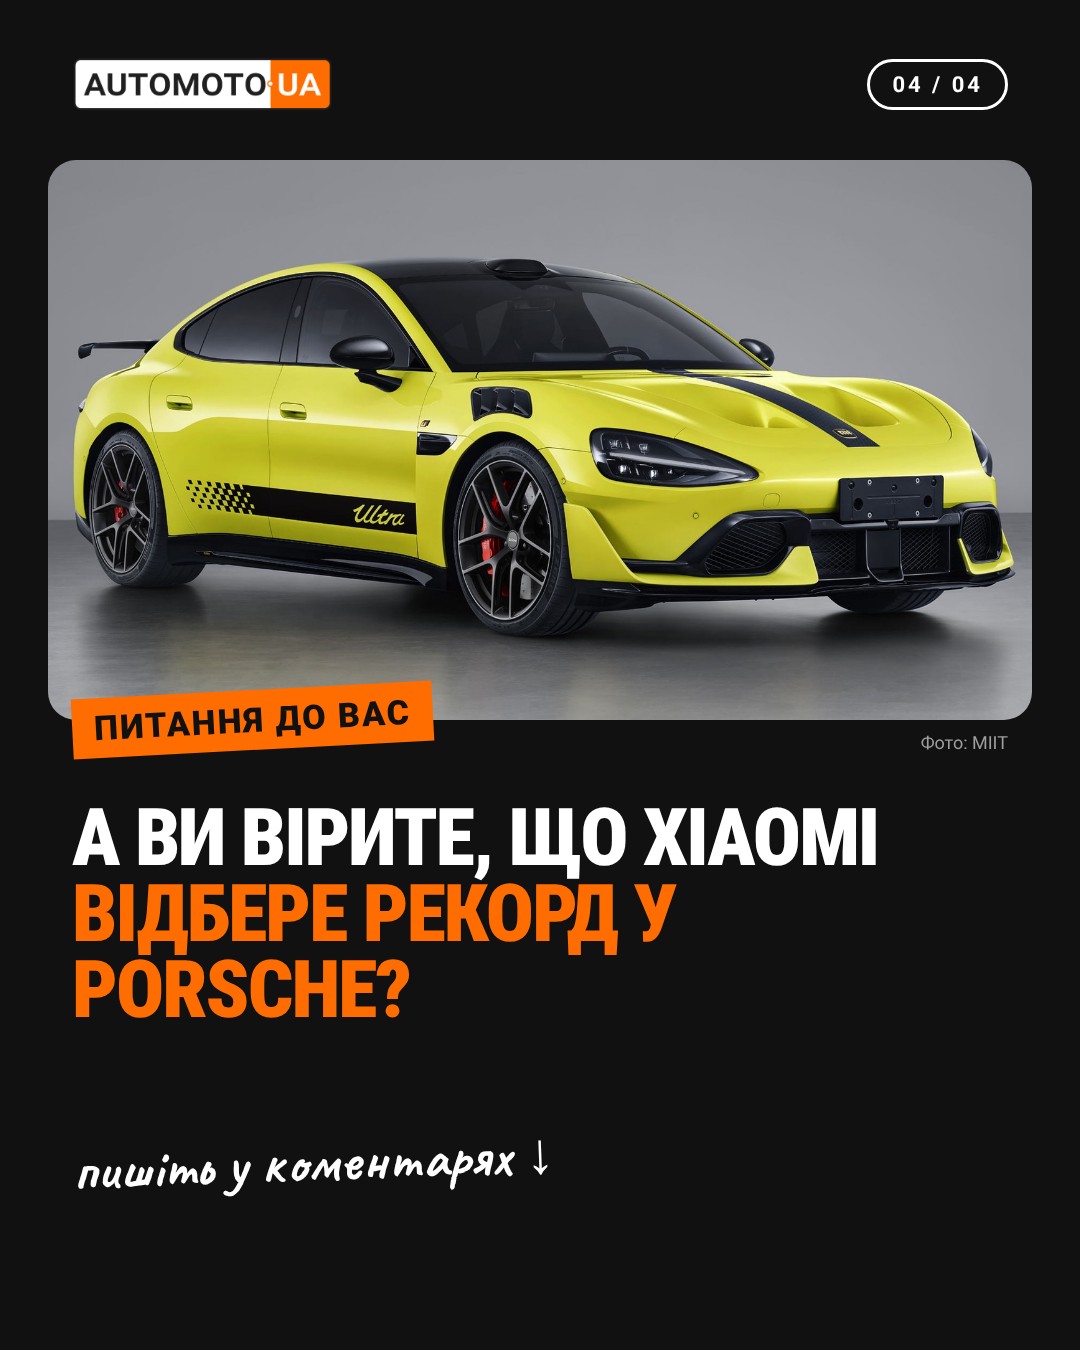 AUTOMOTO UA
04 / 04
Ultra
ПИТАННЯ ДО ВАС
Фото: MIIT
А ВИ ВІРИТЕ, ЩО XIAOMI
ВІДБЕРЕ РЕКОРД У
PORSCHE?
пишіть у коментарях ↓